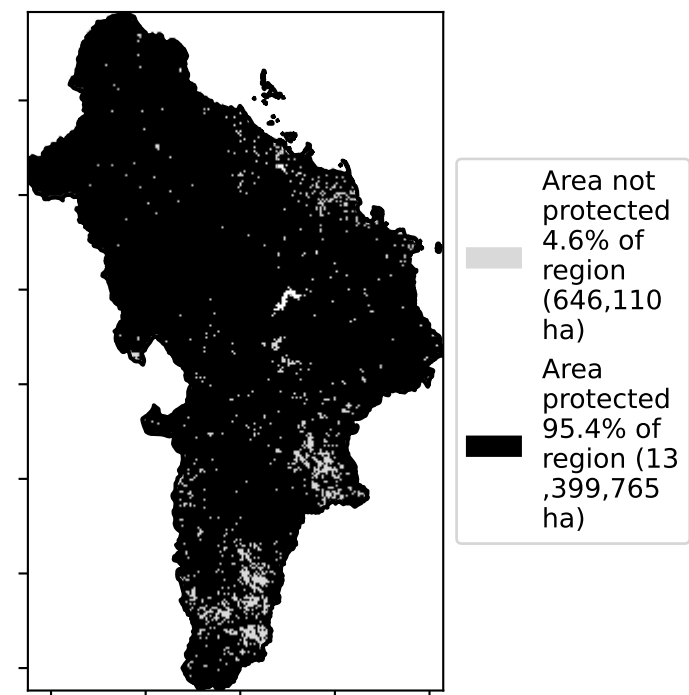 Area not
protected
4.6% of
region
(646,110
ha)
Area
protected
95.4% of
region (13
,399,765
ha)